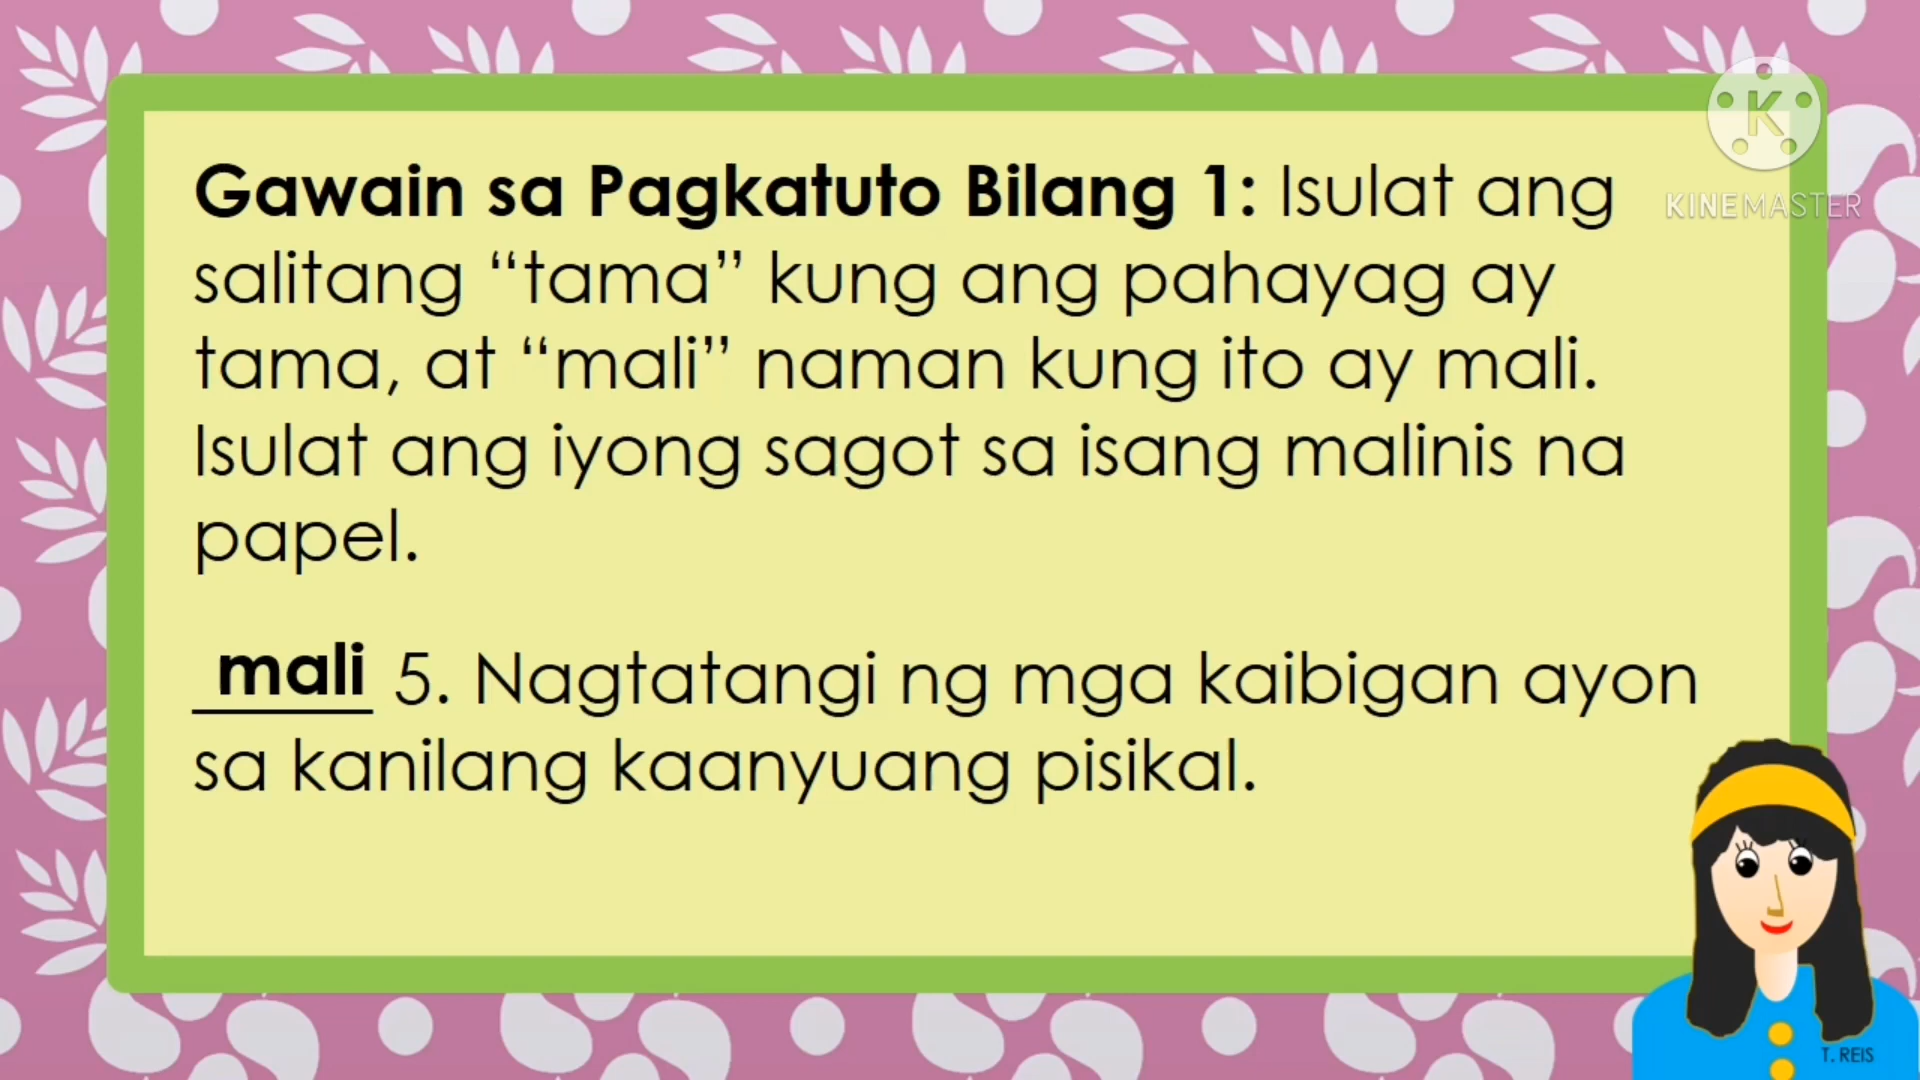 Gawain sa Pagkatuto Bilang 1: Isulat ang
salitang “tama” kung ang pahayag ay
tama, at “mali” naman kung ito ay mali.
Isulat ang iyong sagot sa isang malinis na
papel.
mali 5. Nagtatangi ng mga kaibigan ayon
sa kanilang kaanyuang pisikal.
K
KINEMASTER
T. REIS